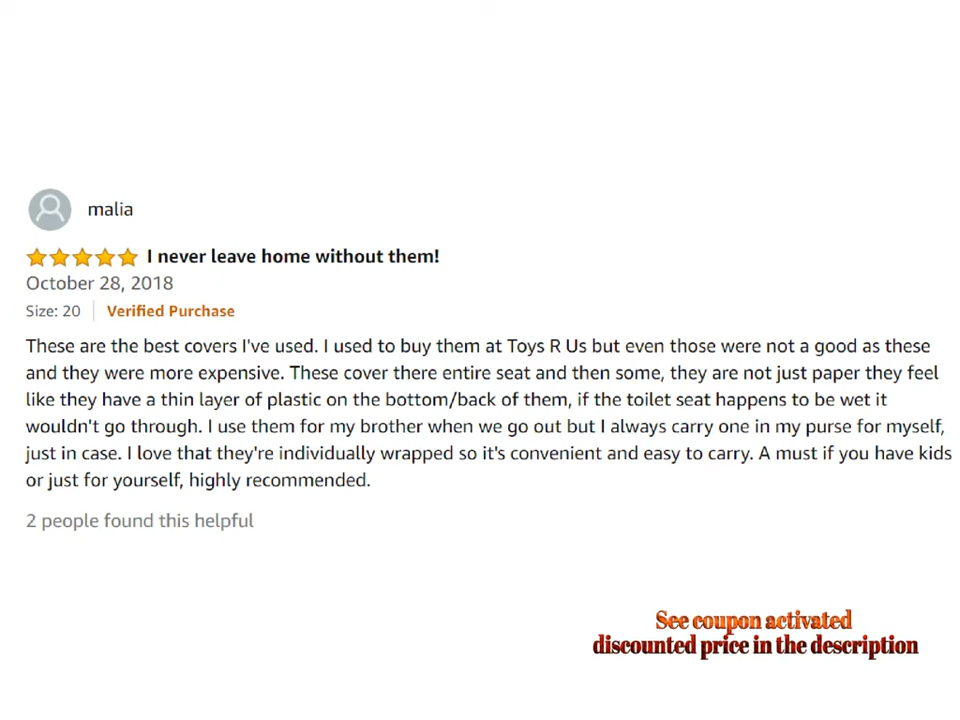 malia
I never leave home without them!
October 28, 2018
Size: 20 Verified Purchase
These are the best covers I've used. I used to buy them at Toys R Us but even those were not a good as these
and they were more expensive. These cover there entire seat and then some, they are not just paper they feel
like they have a thin layer of plastic on the bottom/back of them, if the toilet seat happens to be wet it
wouldn't go through. I use them for my brother when we go out but I always carry one in my purse for myself,
just in case. I love that they're individually wrapped so it's convenient and easy to carry. A must if you have kids
or just for yourself, highly recommended.
2 people found this helpful
See coupon activated
discounted price in the description